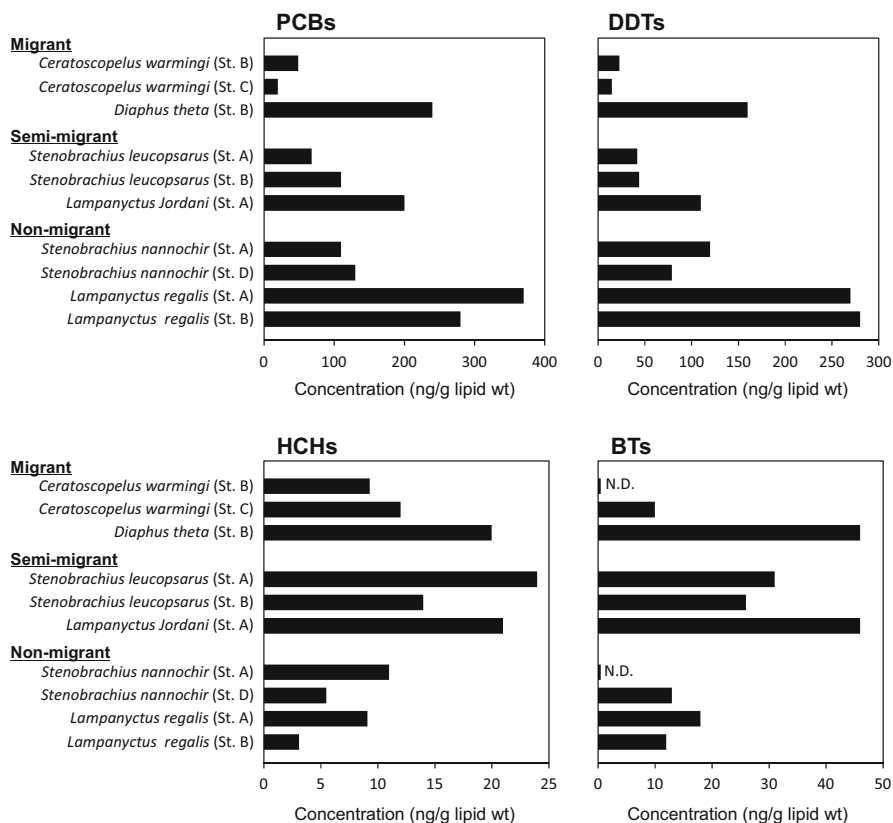 PCBs
DDTs
Migrant
Ceratoscopelus warmingi (St. B)
Ceratoscopelus warmingi (St. C)
Diaphus theta (St. B)
Semi-migrant
Stenobrachius leucopsarus (St. A)
Stenobrachius leucopsarus (St. B)
Lampanyctus Jordani (St. A)
Non-migrant
Stenobrachius nannochir (St. A)
Stenobrachius nannochir (St. D)
Lampanyctus regalis (St. A)
Lampanyctus  regalis (St. B)
0 100 200 300 400
0 50 100 150 200 250 300
Concentration (ng/g lipid wt)
Concentration (ng/g lipid wt)
HCHs
BTs
Migrant
Ceratoscopelus warmingi (St. B)
N.D.
Ceratoscopelus warmingi (St. C)
Diaphus theta (St. B)
Semi-migrant
Stenobrachius leucopsarus (St. A)
Stenobrachius leucopsarus (St. B)
Lampanyctus Jordani (St. A)
Non-migrant
Stenobrachius nannochir (St. A)
N.D.
Stenobrachius nannochir (St. D)
Lampanyctus regalis (St. A)
Lampanyctus  regalis (St. B)
0 5 10 15 20 25
0 10 20 30 40 50
Concentration (ng/g lipid wt)
Concentration (ng/g lipid wt)